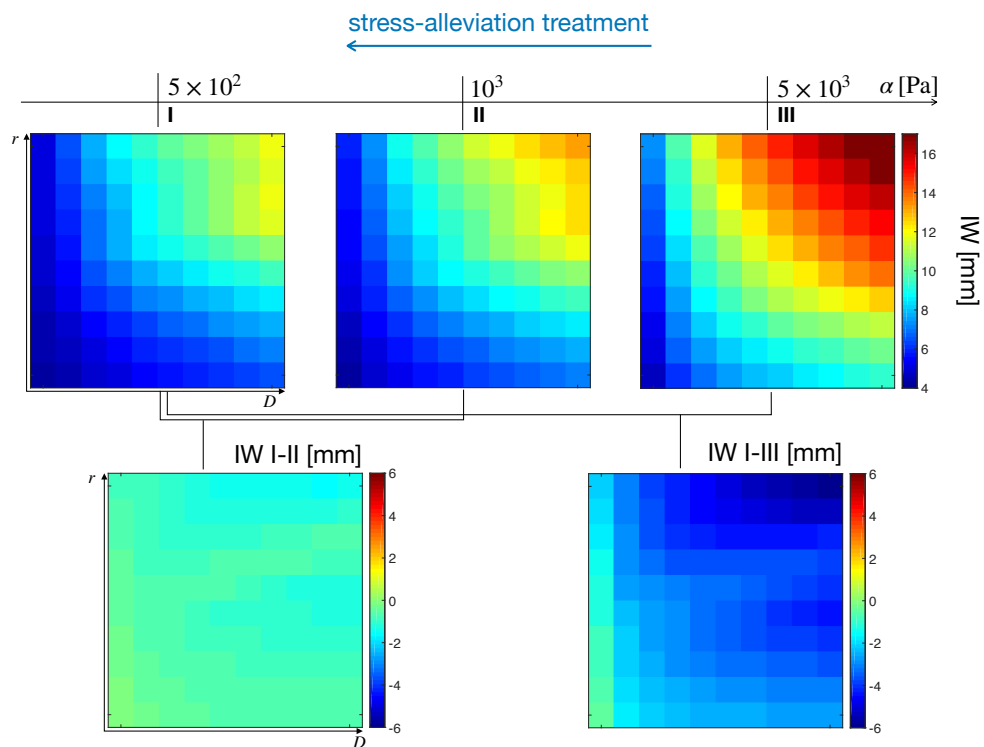 stress-alleviation treatment
5 × 10² 10³ 5 × 10³ α [Pa]
I II III
r
16
14
12
10
8
6
4
IW [mm]
D
IW I-II [mm] IW I-III [mm]
r
6
4
2
0
-2
-4
-6
6
4
2
0
-2
-4
-6
D